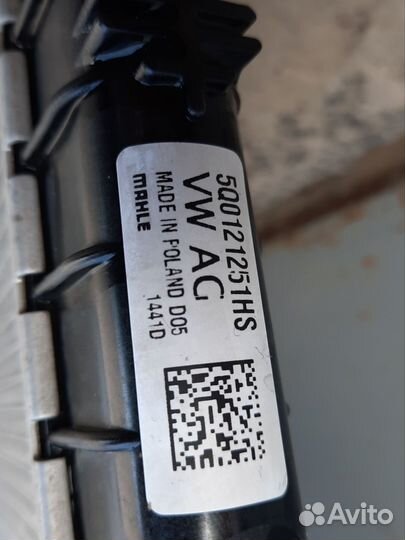 5Q0121251HS
VW AG
MADE IN POLAND D05
MAHLE 1441D
Avito